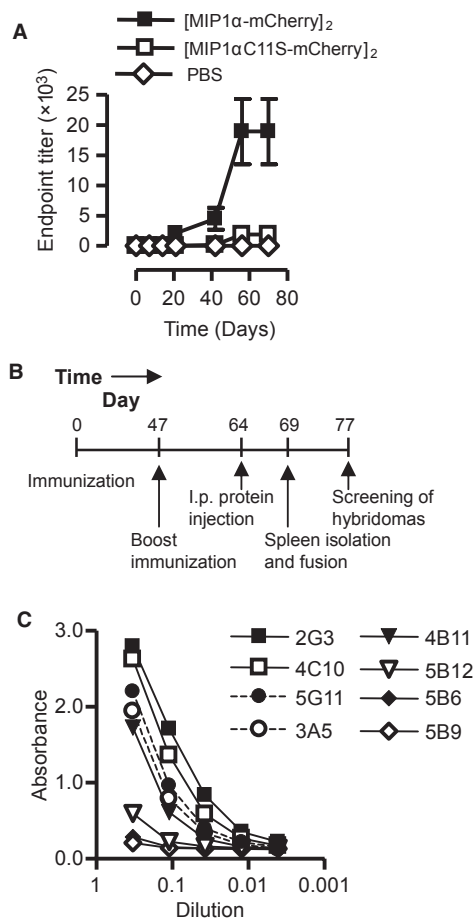 A
[MIP1α-mCherry]2
[MIP1αC11S-mCherry]2
PBS
Endpoint titer (×10³)
25
20
15
10
5
0
0 20 40 60 80
Time (Days)
B
Time
Day
0 47 64 69 77
Immunization
I.p. protein
injection
Screening of
hybridomas
Boost
immunization
Spleen isolation
and fusion
C
3.0
2.0
1.0
0.0
Absorbance
2G3
4C10
5G11
3A5
4B11
5B12
5B6
5B9
1 0.1 0.01 0.001
Dilution